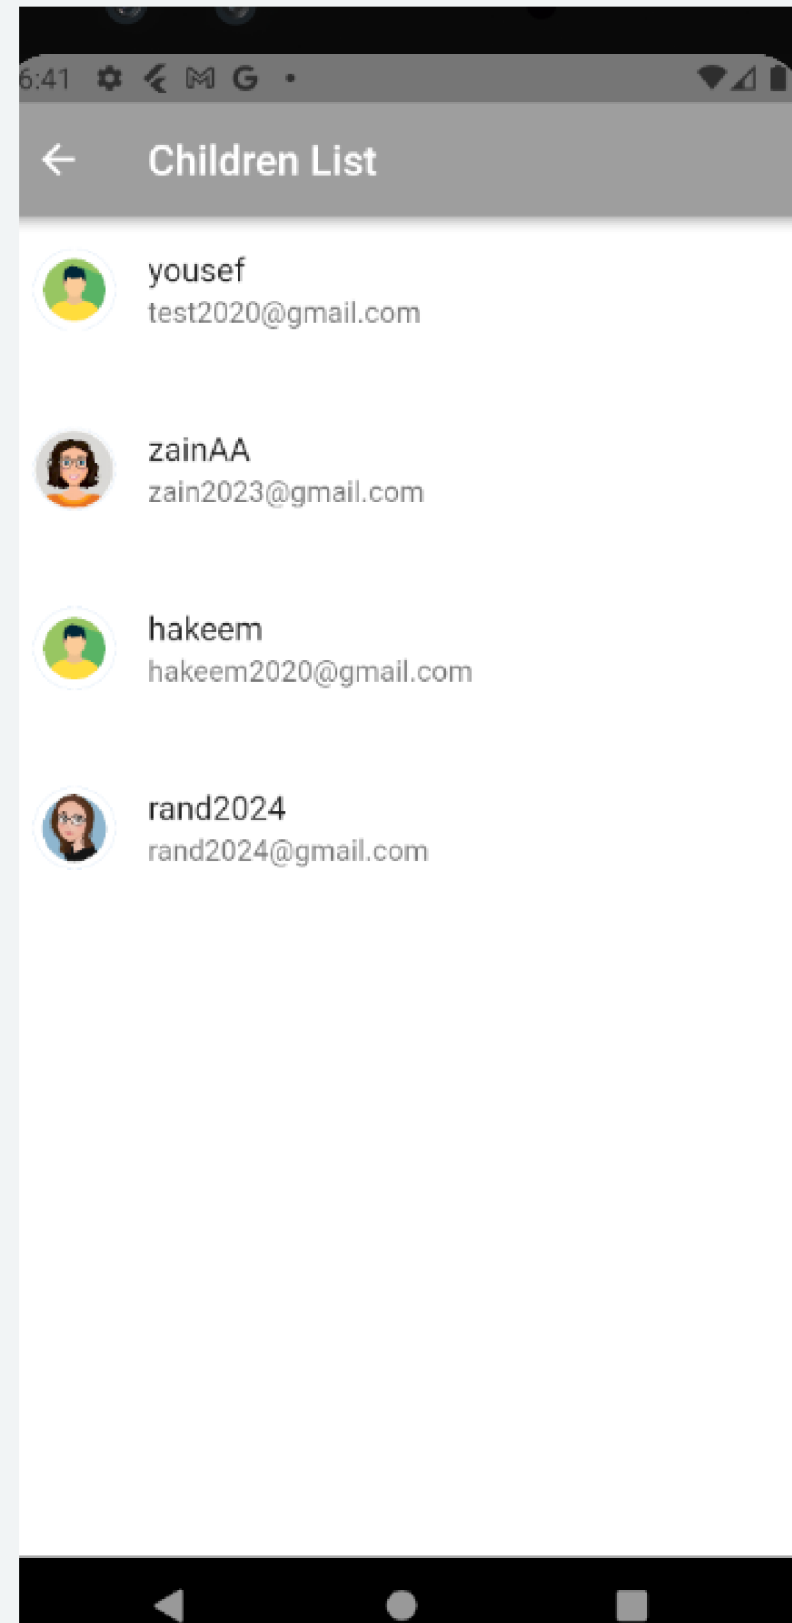 6:41
Children List
yousef
test2020@gmail.com
zainAA
zain2023@gmail.com
hakeem
hakeem2020@gmail.com
rand2024
rand2024@gmail.com